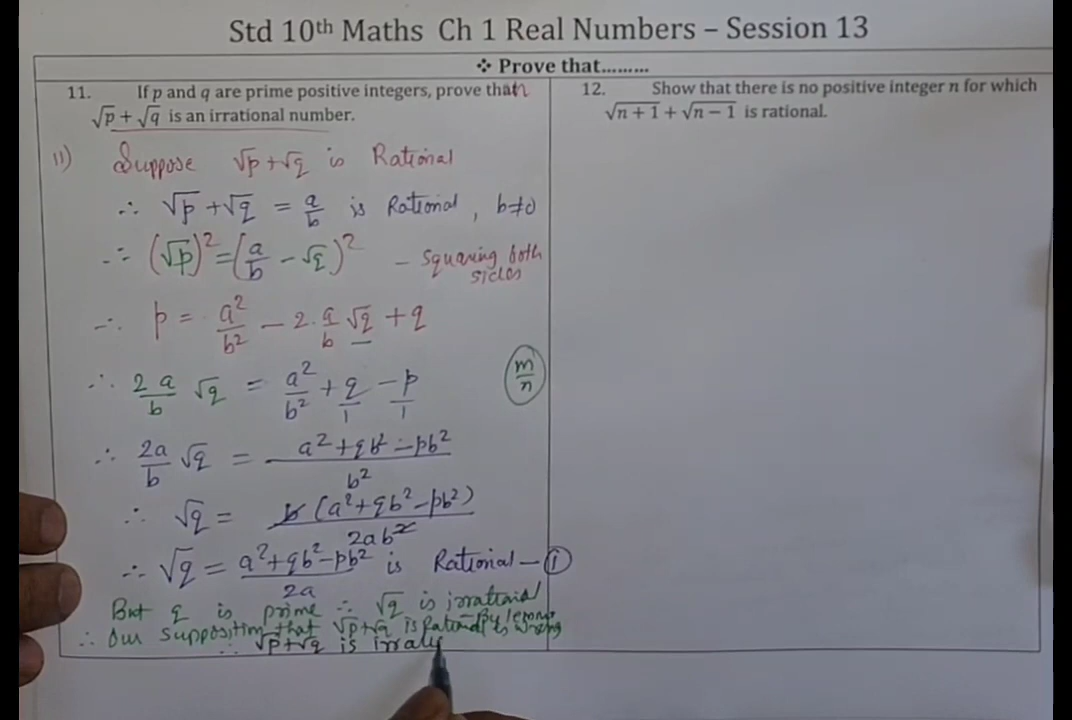 Std 10th Maths Ch 1 Real Numbers – Session 13
❖ Prove that.........
11. If p and q are prime positive integers, prove that
√p + √q is an irrational number.
11) Suppose √p+√q is Rational
∴ √p + √q = a/b is Rational, b≠0
∴ (√p)² = (a/b - √q)² - squaring both sides
∴ p = a²/b² - 2. a/b √q + q
∴ 2a/b √q = a²/b² + q/1 - p/1
m/n
∴ 2a/b √q = a²+qb²-pb² / b²
∴ √q = b(a²+qb²-pb²) / 2ab²
∴ √q = a²+qb²-pb² / 2a is Rational - ①
But q is prime ∴ √q is irrational
∴ Our supposition that √p+√q is Rational is wrong
∴ √p+√q is irrati
12. Show that there is no positive integer n for which
√n + 1 + √n − 1 is rational.